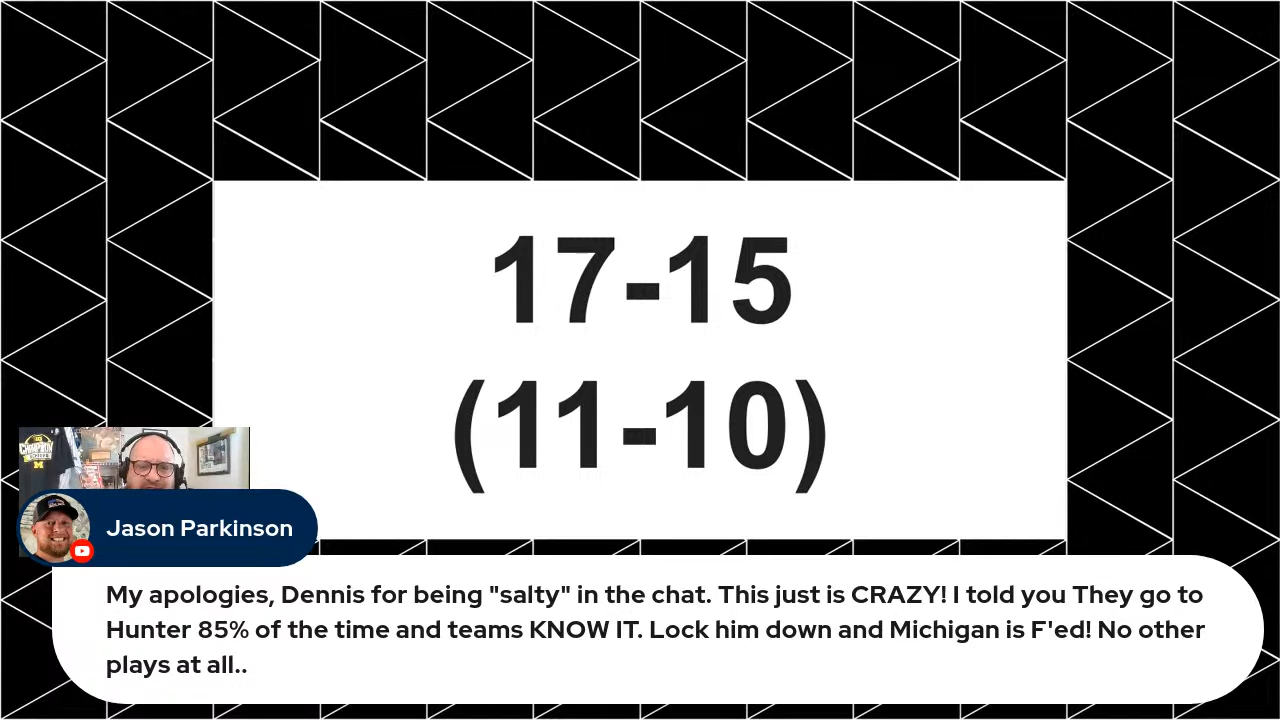 17-15
(11-10)
Jason Parkinson
My apologies, Dennis for being "salty" in the chat. This just is CRAZY! I told you They go to
Hunter 85% of the time and teams KNOW IT. Lock him down and Michigan is F'ed! No other
plays at all..